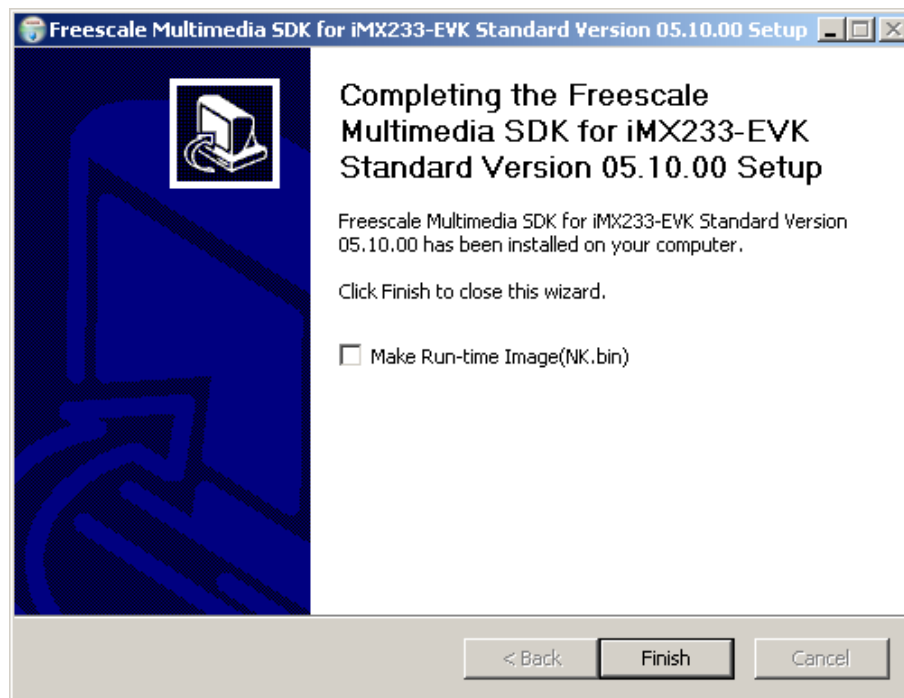 Freescale Multimedia SDK for iMX233-EVK Standard Version 05.10.00 Setup
Completing the Freescale
Multimedia SDK for iMX233-EVK
Standard Version 05.10.00 Setup
Freescale Multimedia SDK for iMX233-EVK Standard Version
05.10.00 has been installed on your computer.
Click Finish to close this wizard.
Make Run-time Image(NK.bin)
< Back Finish Cancel